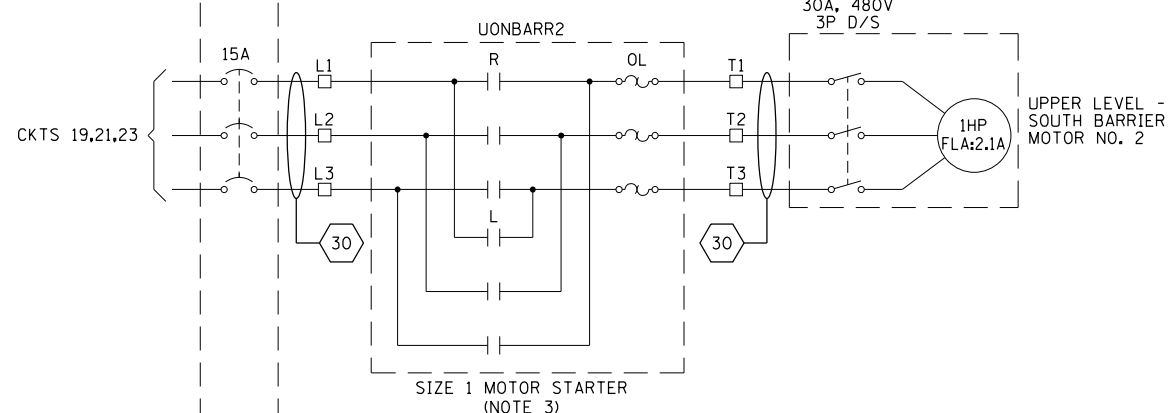 30A, 480V
3P D/S
UONBARR2
15A
L1
R
OL
T1
L2
T2
CKTS 19,21,23
1HP
FLA:2.1A
UPPER LEVEL -
SOUTH BARRIER
MOTOR NO. 2
L3
T3
L
30
30
SIZE 1 MOTOR STARTER
(NOTE 3)